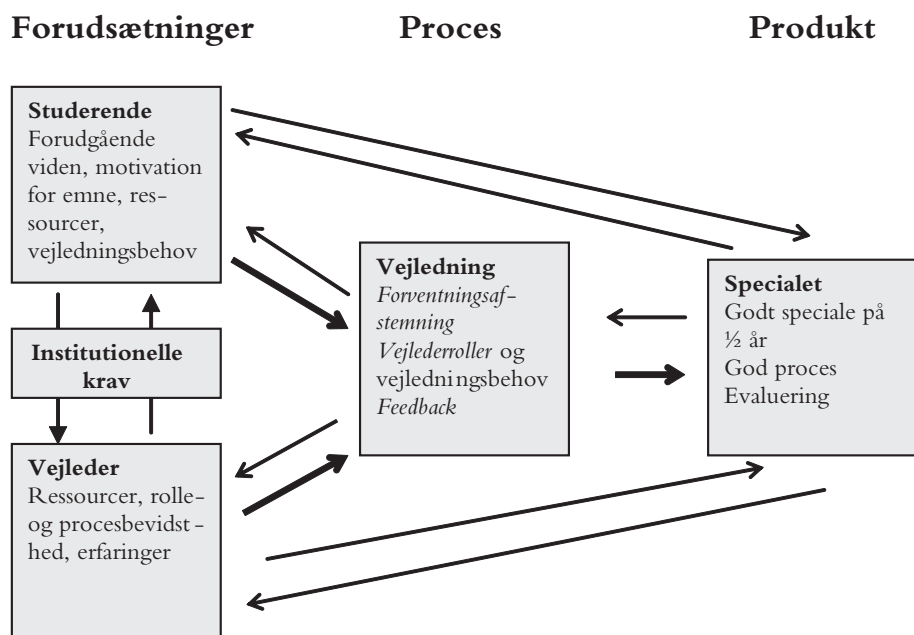 Forudsætninger
Proces
Produkt
Studerende
Forudgående
viden, motivation
for emne, res-
sourcer,
vejledningsbehov
Institutionelle
krav
Vejleder
Ressourcer, rolle-
og procesbevidst-
hed, erfaringer
Vejledning
Forventningsaf-
stemning
Vejlederroller og
vejledningsbehov
Feedback
Specialet
Godt speciale på
½ år
God proces
Evaluering